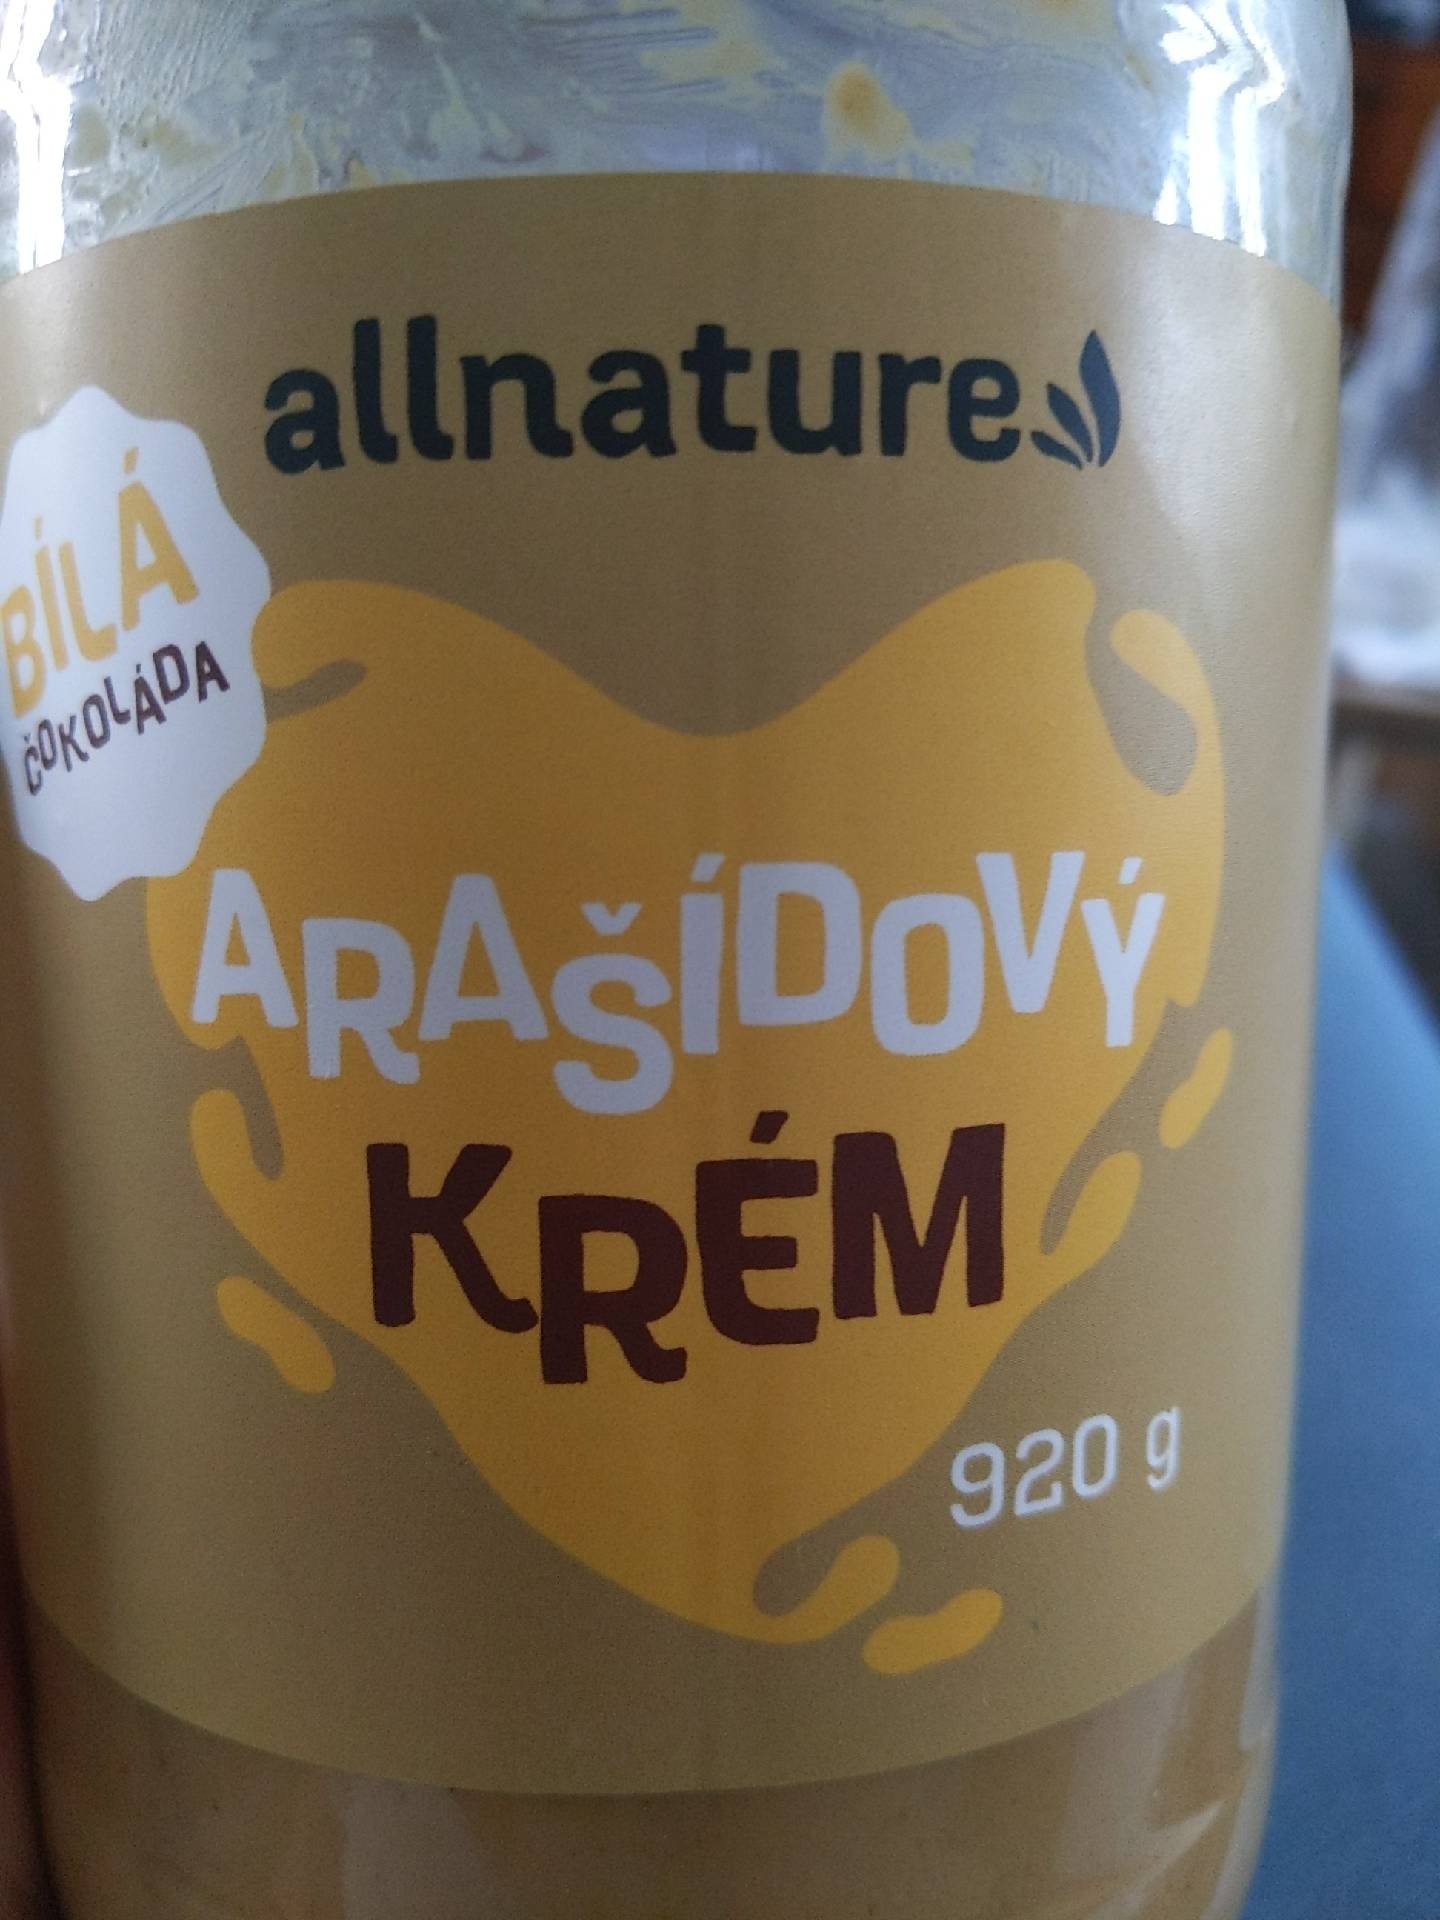 allnature
BÍLÁ
ČOKOLÁDA
ARAŠÍDOVÝ
KRÉM
920 g